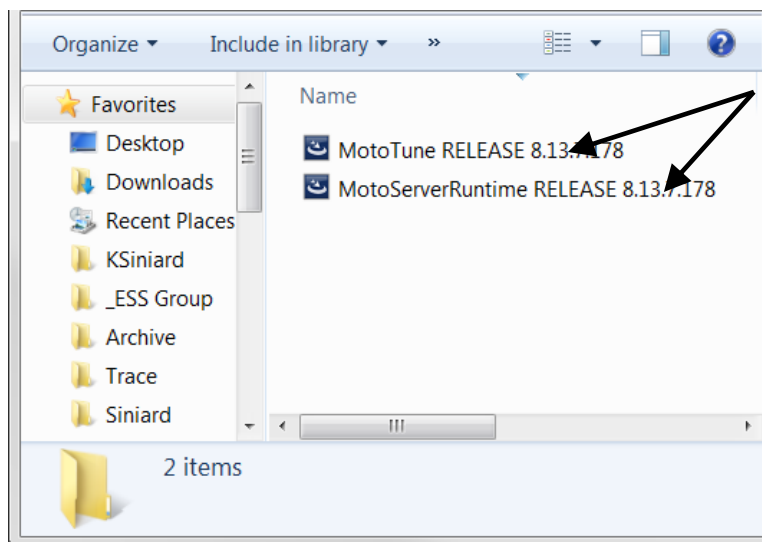 Organize Include in library »
Name
Favorites
Desktop
Downloads
Recent Places
KSiniard
_ESS Group
Archive
Trace
Siniard
MotoTune RELEASE 8.13.7.178
MotoServerRuntime RELEASE 8.13.7.178
2 items